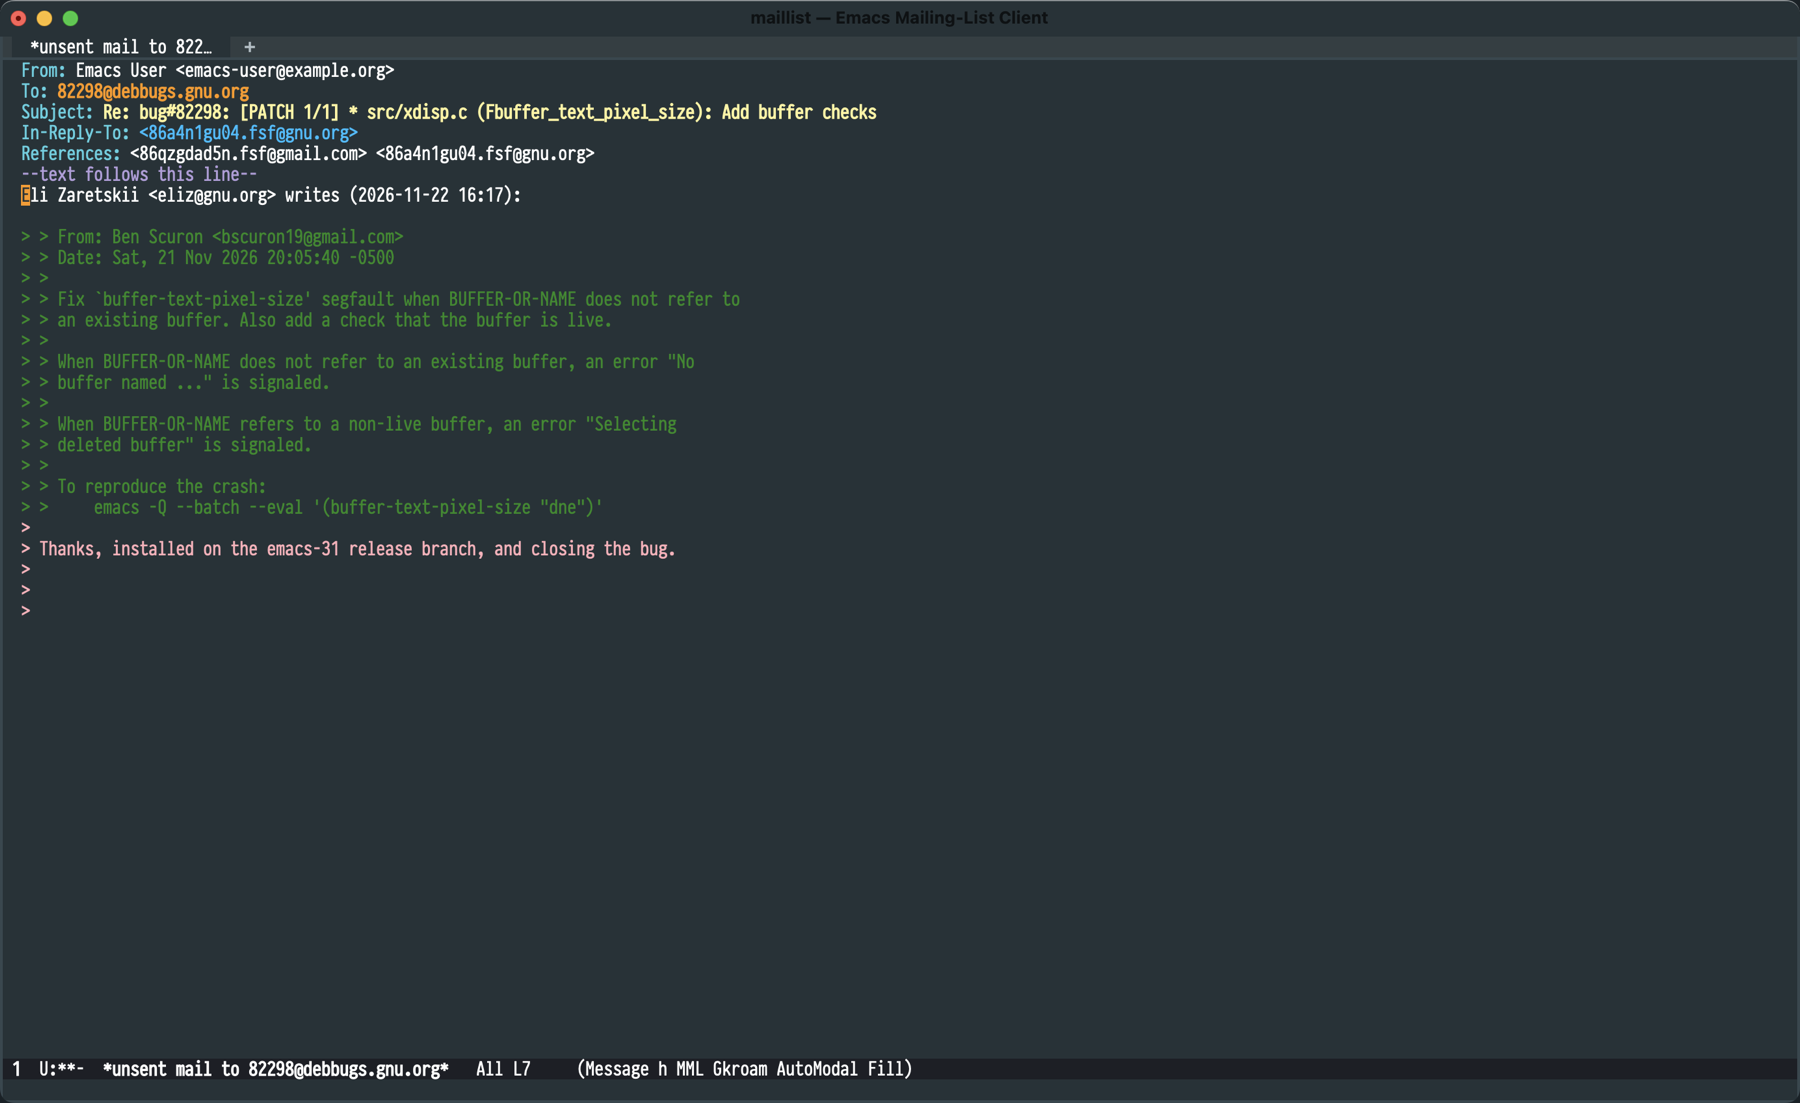 maillist — Emacs Mailing-List Client
*unsent mail to 822… +
From: Emacs User <emacs-user@example.org>
To: 82298@debbugs.gnu.org
Subject: Re: bug#82298: [PATCH 1/1] * src/xdisp.c (Fbuffer_text_pixel_size): Add buffer checks
In-Reply-To: <86a4n1gu04.fsf@gnu.org>
References: <86qzgdad5n.fsf@gmail.com> <86a4n1gu04.fsf@gnu.org>
--text follows this line--
Eli Zaretskii <eliz@gnu.org> writes (2026-11-22 16:17):
> > From: Ben Scuron <bscuron19@gmail.com>
> > Date: Sat, 21 Nov 2026 20:05:40 -0500
> >
> > Fix `buffer-text-pixel-size' segfault when BUFFER-OR-NAME does not refer to
> > an existing buffer. Also add a check that the buffer is live.
> >
> > When BUFFER-OR-NAME does not refer to an existing buffer, an error "No
> > buffer named ..." is signaled.
> >
> > When BUFFER-OR-NAME refers to a non-live buffer, an error "Selecting
> > deleted buffer" is signaled.
> >
> > To reproduce the crash:
> >     emacs -Q --batch --eval '(buffer-text-pixel-size "dne")'
>
> Thanks, installed on the emacs-31 release branch, and closing the bug.
>
>
>
1 U:**- *unsent mail to 82298@debbugs.gnu.org* All L7 (Message h MML Gkroam AutoModal Fill)